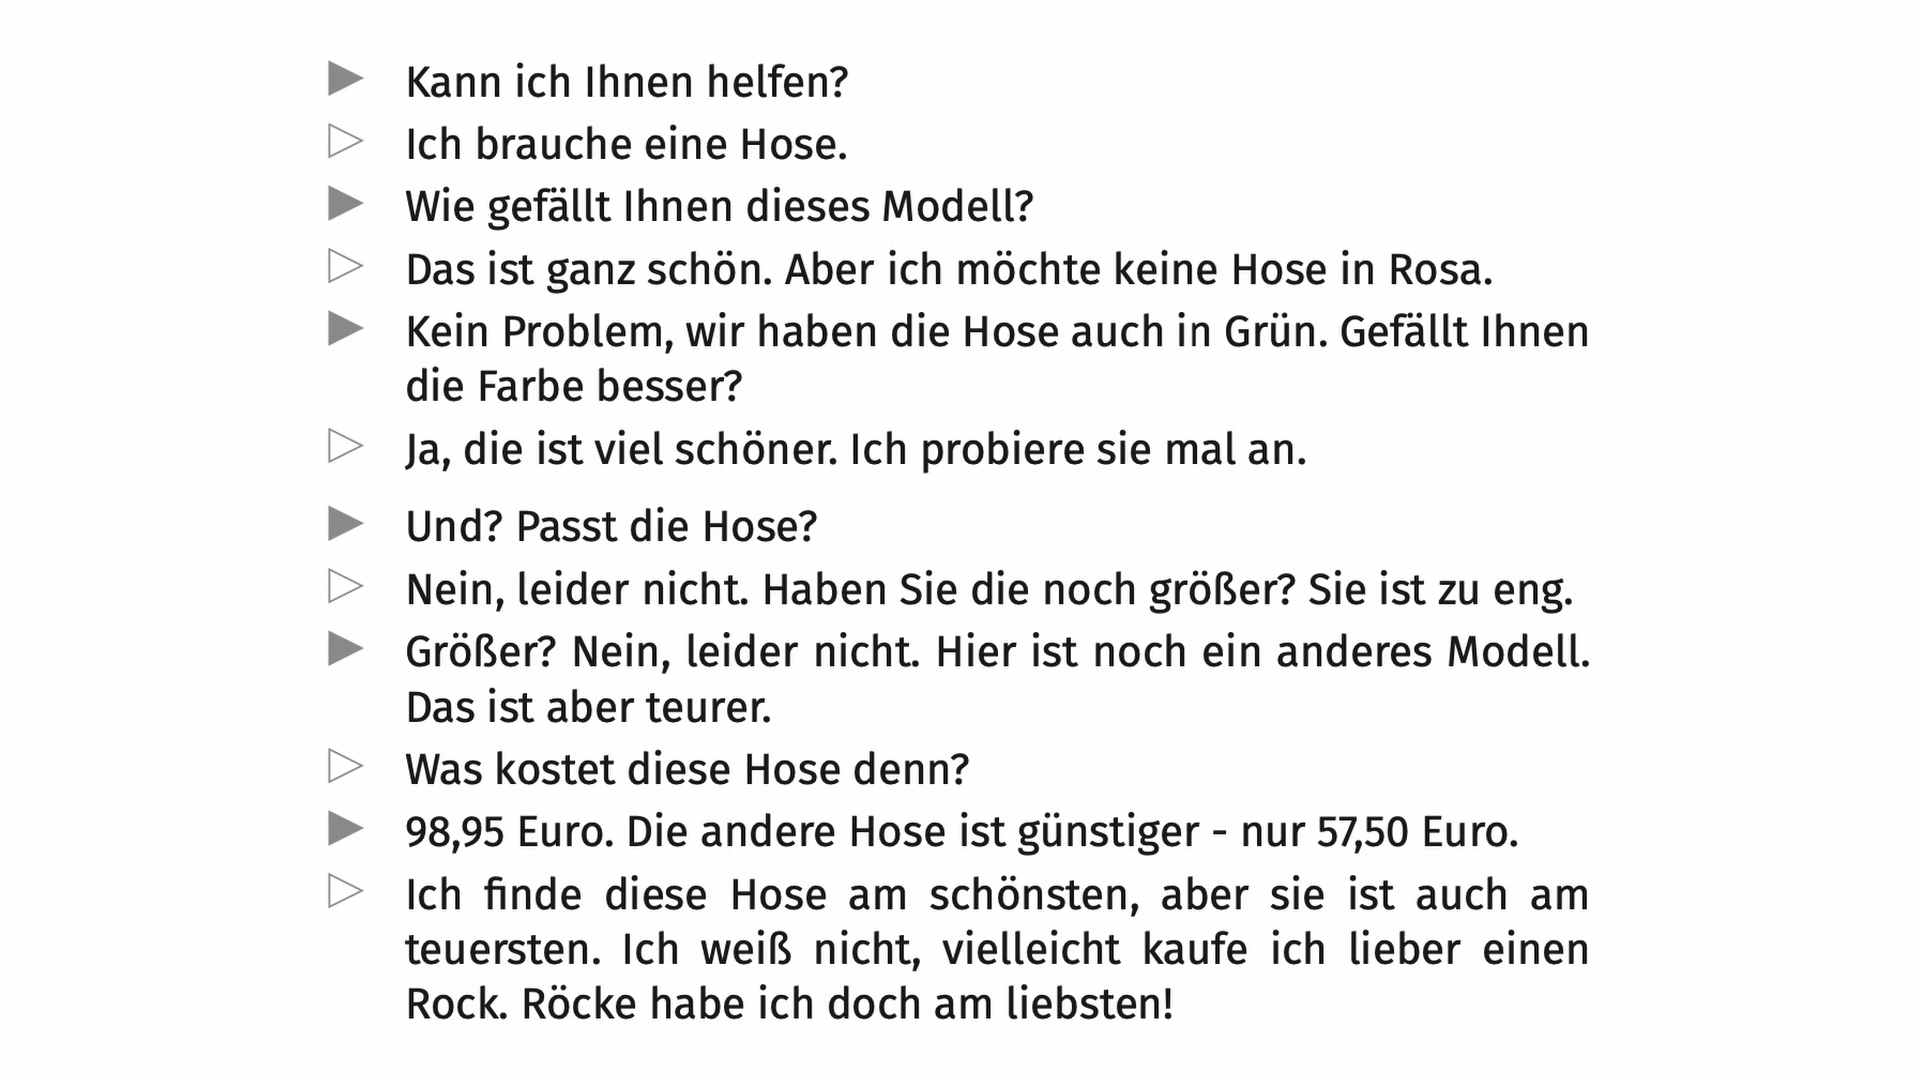 Kann ich Ihnen helfen?
Ich brauche eine Hose.
Wie gefällt Ihnen dieses Modell?
Das ist ganz schön. Aber ich möchte keine Hose in Rosa.
Kein Problem, wir haben die Hose auch in Grün. Gefällt Ihnen
die Farbe besser?
Ja, die ist viel schöner. Ich probiere sie mal an.
Und? Passt die Hose?
Nein, leider nicht. Haben Sie die noch größer? Sie ist zu eng.
Größer? Nein, leider nicht. Hier ist noch ein anderes Modell.
Das ist aber teurer.
Was kostet diese Hose denn?
98,95 Euro. Die andere Hose ist günstiger - nur 57,50 Euro.
Ich finde diese Hose am schönsten, aber sie ist auch am
teuersten. Ich weiß nicht, vielleicht kaufe ich lieber einen
Rock. Röcke habe ich doch am liebsten!